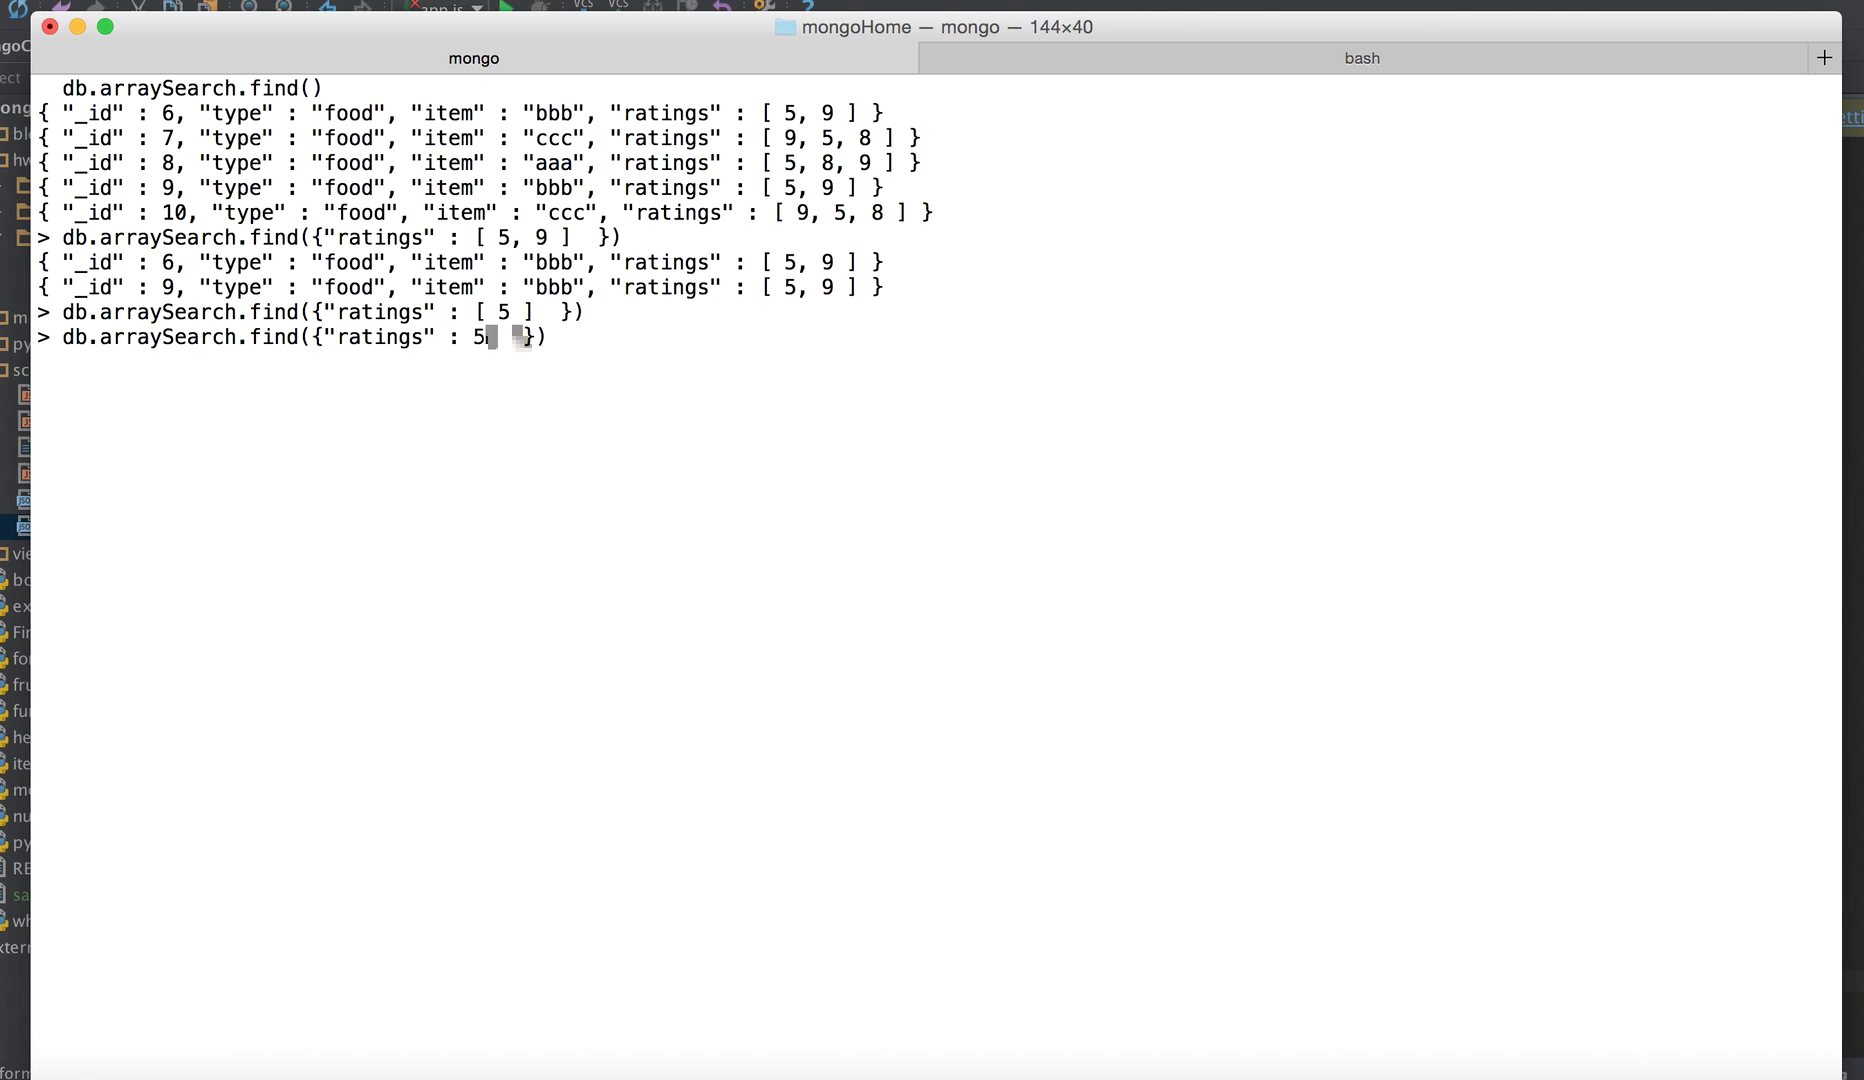 app.js
VCS VCS
mongoHome — mongo — 144×40
mongo
bash
db.arraySearch.find()
{ "_id" : 6, "type" : "food", "item" : "bbb", "ratings" : [ 5, 9 ] }
{ "_id" : 7, "type" : "food", "item" : "ccc", "ratings" : [ 9, 5, 8 ] }
{ "_id" : 8, "type" : "food", "item" : "aaa", "ratings" : [ 5, 8, 9 ] }
{ "_id" : 9, "type" : "food", "item" : "bbb", "ratings" : [ 5, 9 ] }
{ "_id" : 10, "type" : "food", "item" : "ccc", "ratings" : [ 9, 5, 8 ] }
> db.arraySearch.find({"ratings" : [ 5, 9 ]  })
{ "_id" : 6, "type" : "food", "item" : "bbb", "ratings" : [ 5, 9 ] }
{ "_id" : 9, "type" : "food", "item" : "bbb", "ratings" : [ 5, 9 ] }
> db.arraySearch.find({"ratings" : [ 5 ]  })
> db.arraySearch.find({"ratings" : 5  })